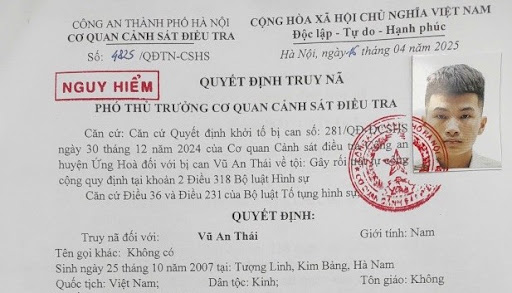 CÔNG AN THÀNH PHỐ HÀ NỘI
CƠ QUAN CẢNH SÁT ĐIỀU TRA
Số: 4825/QĐTN-CSHS
CỘNG HÒA XÃ HỘI CHỦ NGHĨA VIỆT NAM
Độc lập - Tự do - Hạnh phúc
Hà Nội, ngày 16 tháng 04 năm 2025
NGUY HIỂM
QUYẾT ĐỊNH TRUY NÃ
PHÓ THỦ TRƯỞNG CƠ QUAN CẢNH SÁT ĐIỀU TRA
Căn cứ: Căn cứ Quyết định khởi tố bị can số: 281/QĐ-ĐCSHS
ngày 30 tháng 12 năm 2024 của Cơ quan Cảnh sát điều tra Công an
huyện Ứng Hoà đối với bị can Vũ An Thái về tội: Gây rối trật tự công
cộng quy định tại khoản 2 Điều 318 Bộ luật Hình sự
Căn cứ Điều 36 và Điều 231 của Bộ luật Tố tụng hình sự.
QUYẾT ĐỊNH:
Truy nã đối với: Vũ An Thái Giới tính: Nam
Tên gọi khác: Không có
Sinh ngày 25 tháng 10 năm 2007 tại: Tượng Linh, Kim Bảng, Hà Nam
Quốc tịch: Việt Nam; Dân tộc: Kinh; Tôn giáo: Không